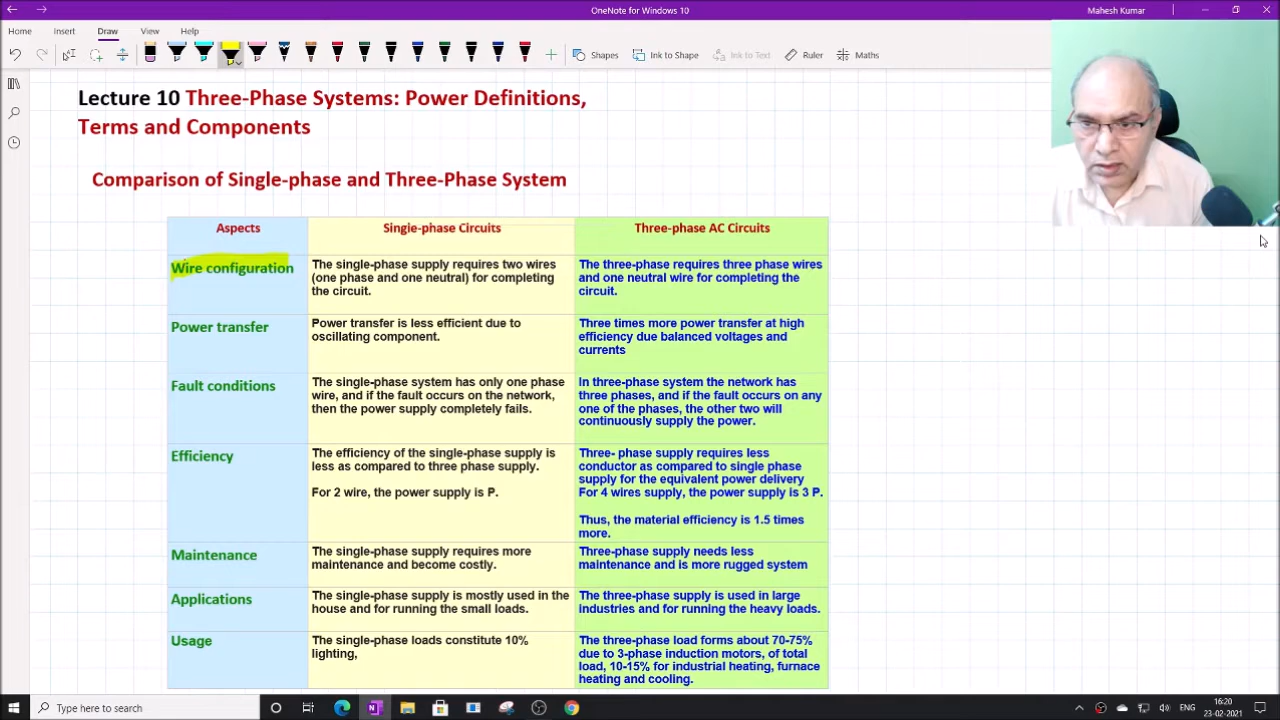 OneNote for Windows 10
Mahesh Kumar
Home Insert Draw View Help
Shapes Ink to Shape Ink to Text Ruler Maths
Lecture 10 Three-Phase Systems: Power Definitions,
Terms and Components
Comparison of Single-phase and Three-Phase System
Aspects Single-phase Circuits Three-phase AC Circuits
Wire configuration
The single-phase supply requires two wires
(one phase and one neutral) for completing
the circuit.
The three-phase requires three phase wires
and one neutral wire for completing the
circuit.
Power transfer
Power transfer is less efficient due to
oscillating component.
Three times more power transfer at high
efficiency due balanced voltages and
currents
Fault conditions
The single-phase system has only one phase
wire, and if the fault occurs on the network,
then the power supply completely fails.
In three-phase system the network has
three phases, and if the fault occurs on any
one of the phases, the other two will
continuously supply the power.
Efficiency
The efficiency of the single-phase supply is
less as compared to three phase supply.
For 2 wire, the power supply is P.
Three- phase supply requires less
conductor as compared to single phase
supply for the equivalent power delivery
For 4 wires supply, the power supply is 3 P.
Thus, the material efficiency is 1.5 times
more.
Maintenance
The single-phase supply requires more
maintenance and become costly.
Three-phase supply needs less
maintenance and is more rugged system
Applications
The single-phase supply is mostly used in the
house and for running the small loads.
The three-phase supply is used in large
industries and for running the heavy loads.
Usage
The single-phase loads constitute 10%
lighting,
The three-phase load forms about 70-75%
due to 3-phase induction motors, of total
load, 10-15% for industrial heating, furnace
heating and cooling.
Type here to search
ENG
16:20
23-02-2021